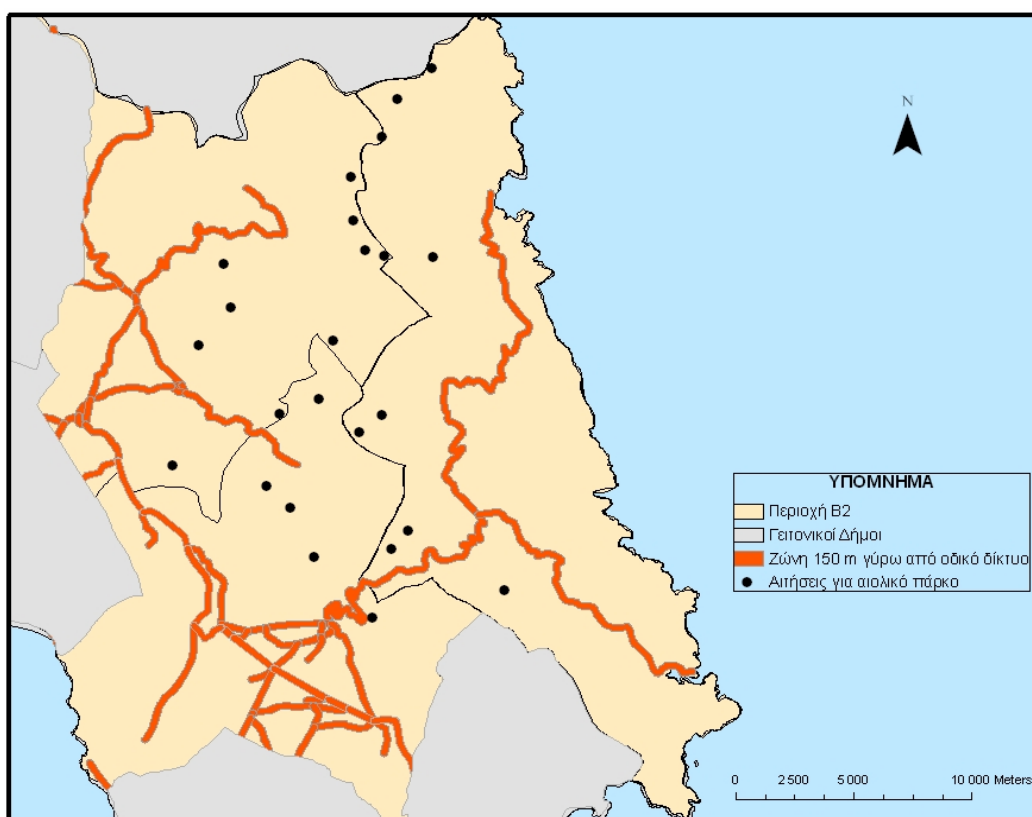 N
ΥΠΟΜΝΗΜΑ
Περιοχή Β2
Γειτονικοί Δήμοι
Ζώνη 150 m γύρω από οδικό δίκτυο
Αιτήσεις για αιολικό πάρκο
0 2 500 5 000 10 000 Meters